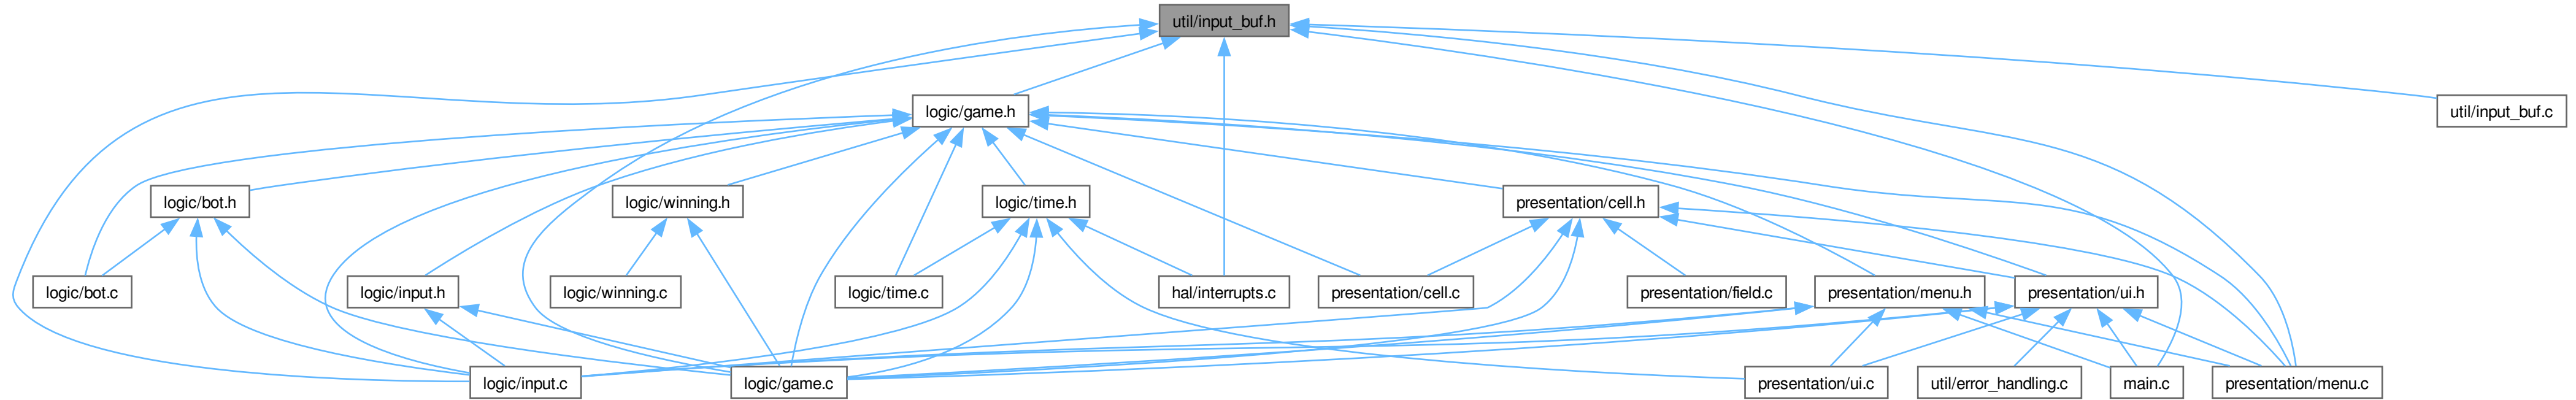 util/input_buf.h
logic/game.h
util/input_buf.c
logic/bot.h
logic/winning.h
logic/time.h
presentation/cell.h
logic/bot.c
logic/input.h
logic/winning.c
logic/time.c
hal/interrupts.c
presentation/cell.c
presentation/field.c
presentation/menu.h
presentation/ui.h
logic/input.c
logic/game.c
presentation/ui.c
util/error_handling.c
main.c
presentation/menu.c